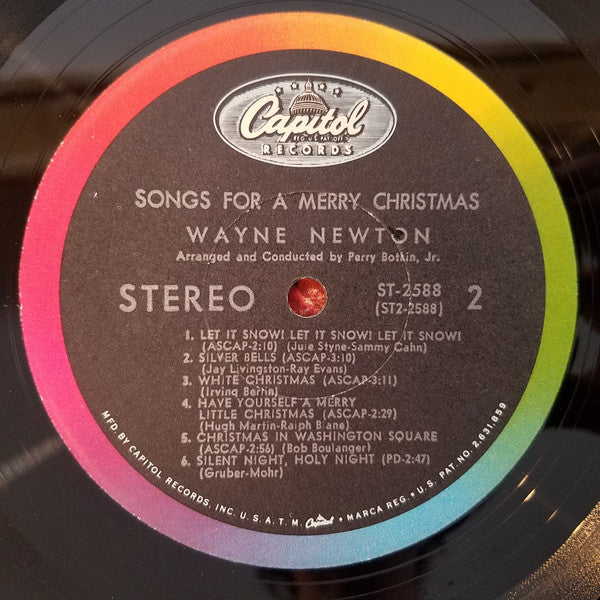 Capitol
REG. U.S. PAT. OFF.
RECORDS
SONGS FOR A MERRY CHRISTMAS
WAYNE NEWTON
Arranged and Conducted by Perry Botkin, Jr.
STEREO
ST-2588
(ST2-2588)
2
1. LET IT SNOW! LET IT SNOW! LET IT SNOW!
(ASCAP-2:10) (Jule Styne-Sammy Cahn)
2. SILVER BELLS (ASCAP-3:10)
(Jay Livingston-Ray Evans)
3. WHITE CHRISTMAS (ASCAP-3:11)
(Irving Berlin)
4. HAVE YOURSELF A MERRY
LITTLE CHRISTMAS (ASCAP-2:29)
(Hugh Martin-Ralph Blane)
5. CHRISTMAS IN WASHINGTON SQUARE
(ASCAP-2:56) (Bob Boulanger)
6. SILENT NIGHT, HOLY NIGHT (PD-2:47)
(Gruber-Mohr)
MFD. BY CAPITOL RECORDS, INC. U.S.A. T.M. Capitol MARCA REG. • U.S. PAT. NO. 2,631,859